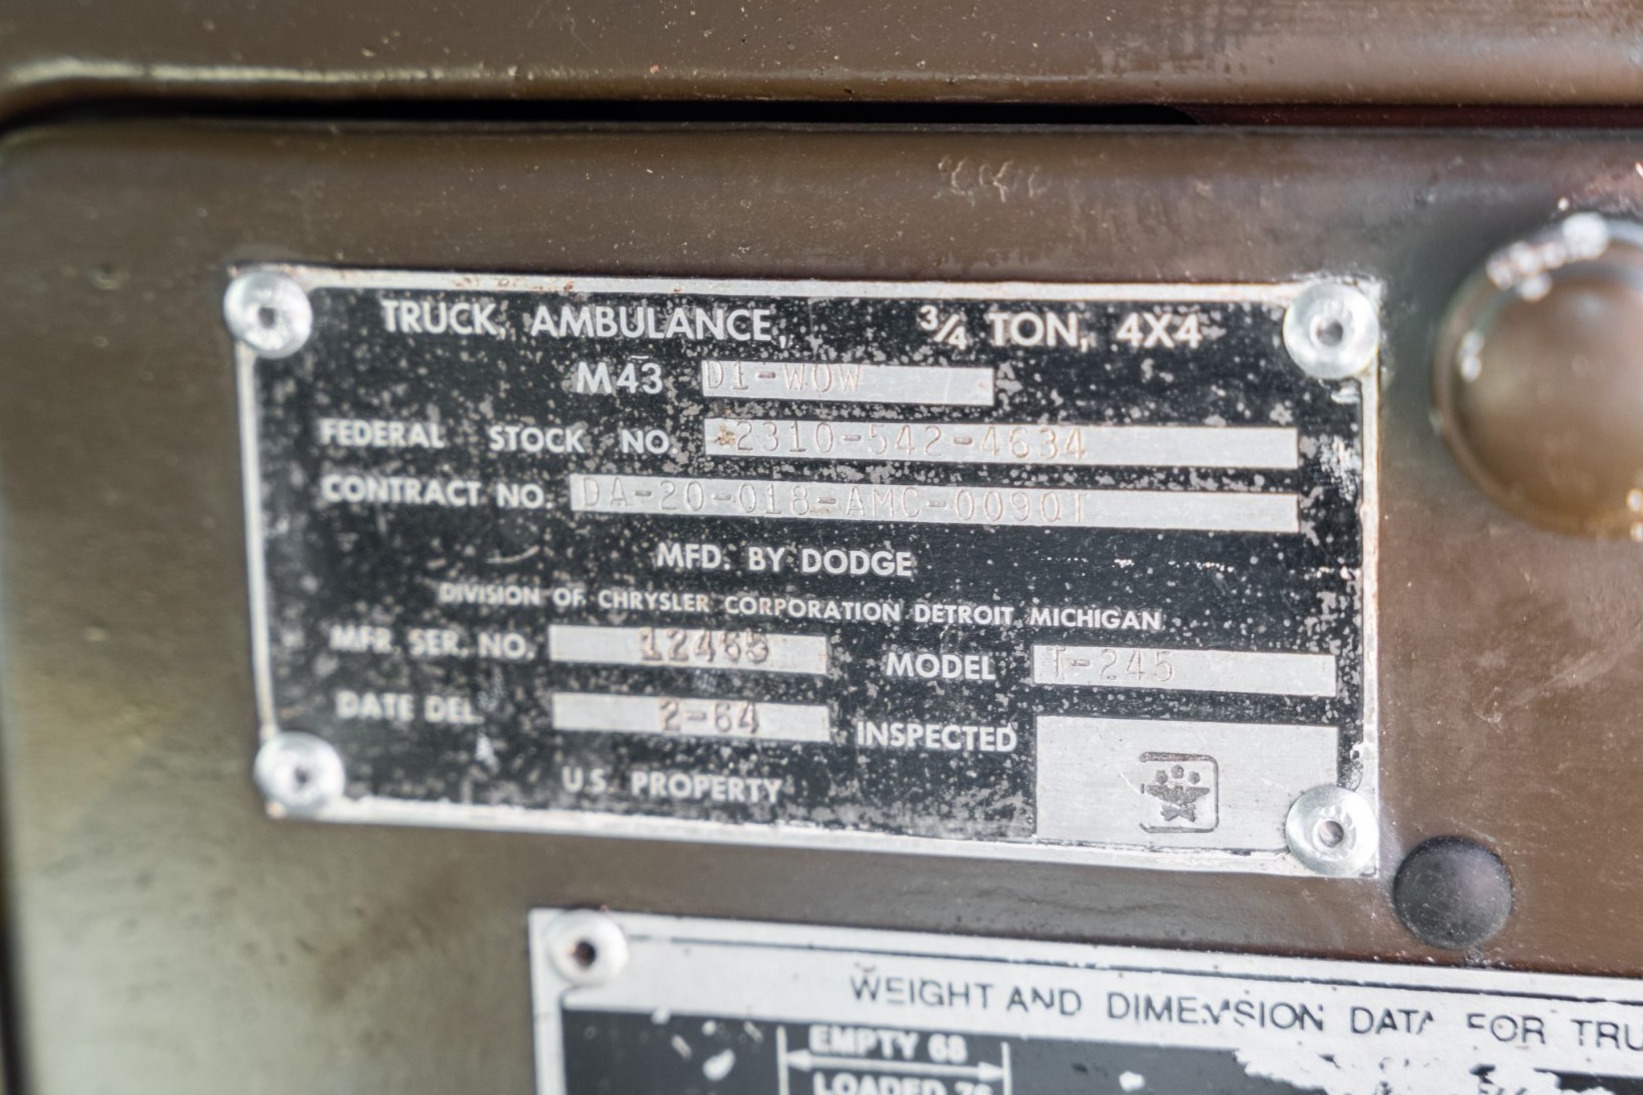 TRUCK, AMBULANCE, 3/4 TON, 4X4
M43 D1-WOW
FEDERAL STOCK NO. 2310-542-4634
CONTRACT NO. DA-20-018-AMC-0090T
MFD. BY DODGE
DIVISION OF CHRYSLER CORPORATION DETROIT, MICHIGAN
MFR. SER. NO. 12465 MODEL T-245
DATE DEL. 2-64 INSPECTED
U.S. PROPERTY
WEIGHT AND DIMENSION DATA FOR TRU
EMPTY 68
LOADED 76